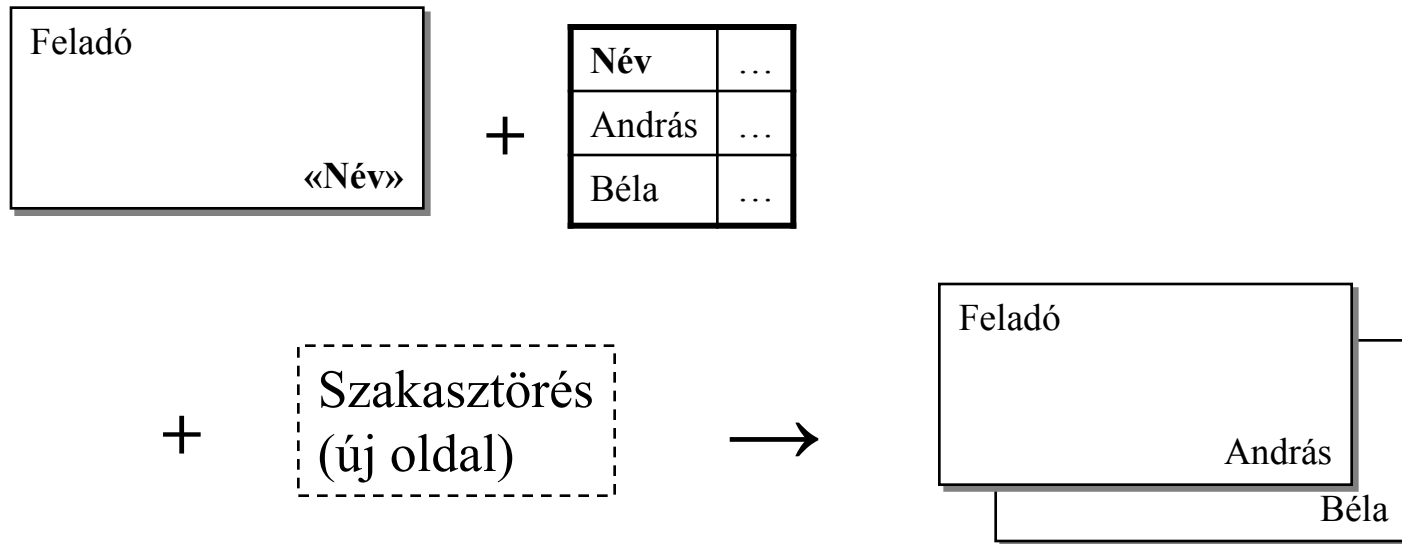 Feladó
«Név»
+
Név …
András …
Béla …
+
Szakasztörés
(új oldal)
→
Feladó
András
Béla